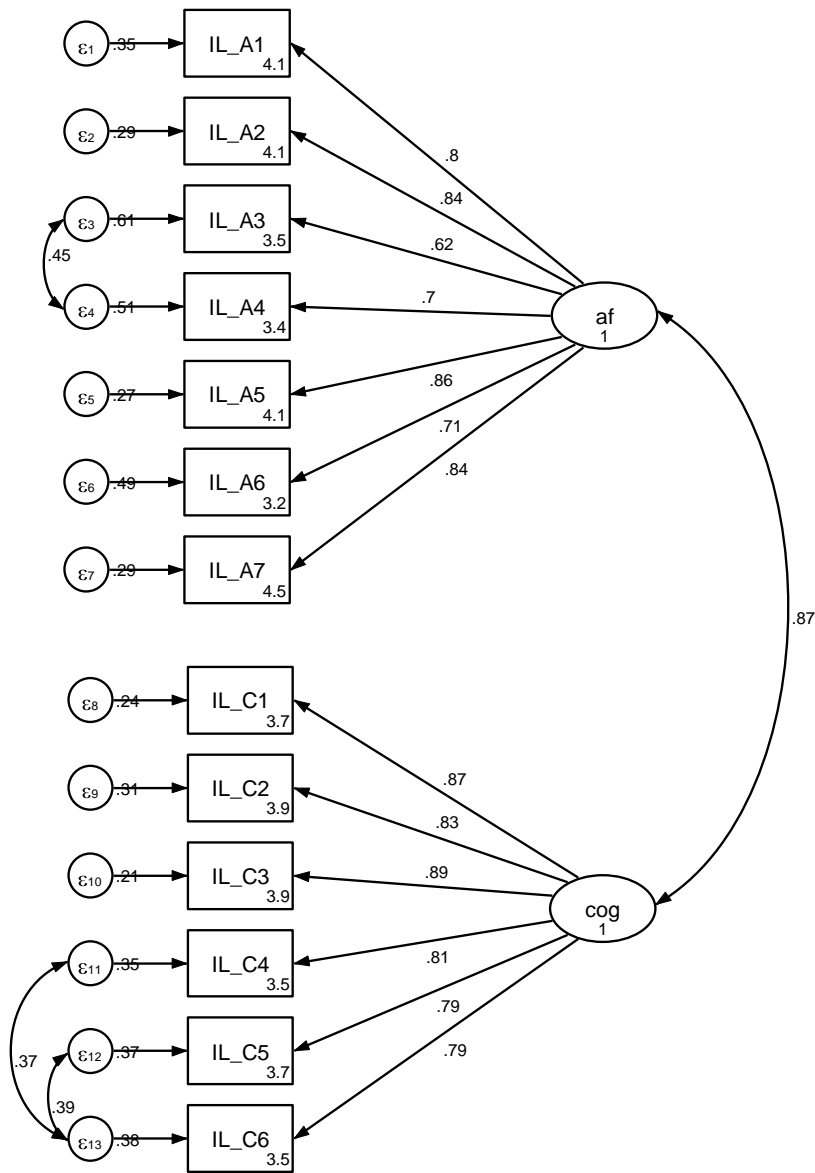 ε1 .35 IL_A1 4.1
.8
ε2 .29 IL_A2 4.1
.84
ε3 .61 IL_A3 3.5
.62
.45
ε4 .51 IL_A4 3.4
.7
af
1
ε5 .27 IL_A5 4.1
.86
ε6 .49 IL_A6 3.2
.71
ε7 .29 IL_A7 4.5
.84
.87
ε8 .24 IL_C1 3.7
.87
ε9 .31 IL_C2 3.9
.83
ε10 .21 IL_C3 3.9
.89
cog
1
ε11 .35 IL_C4 3.5
.81
ε12 .37 IL_C5 3.7
.79
.37
.39
ε13 .38 IL_C6 3.5
.79